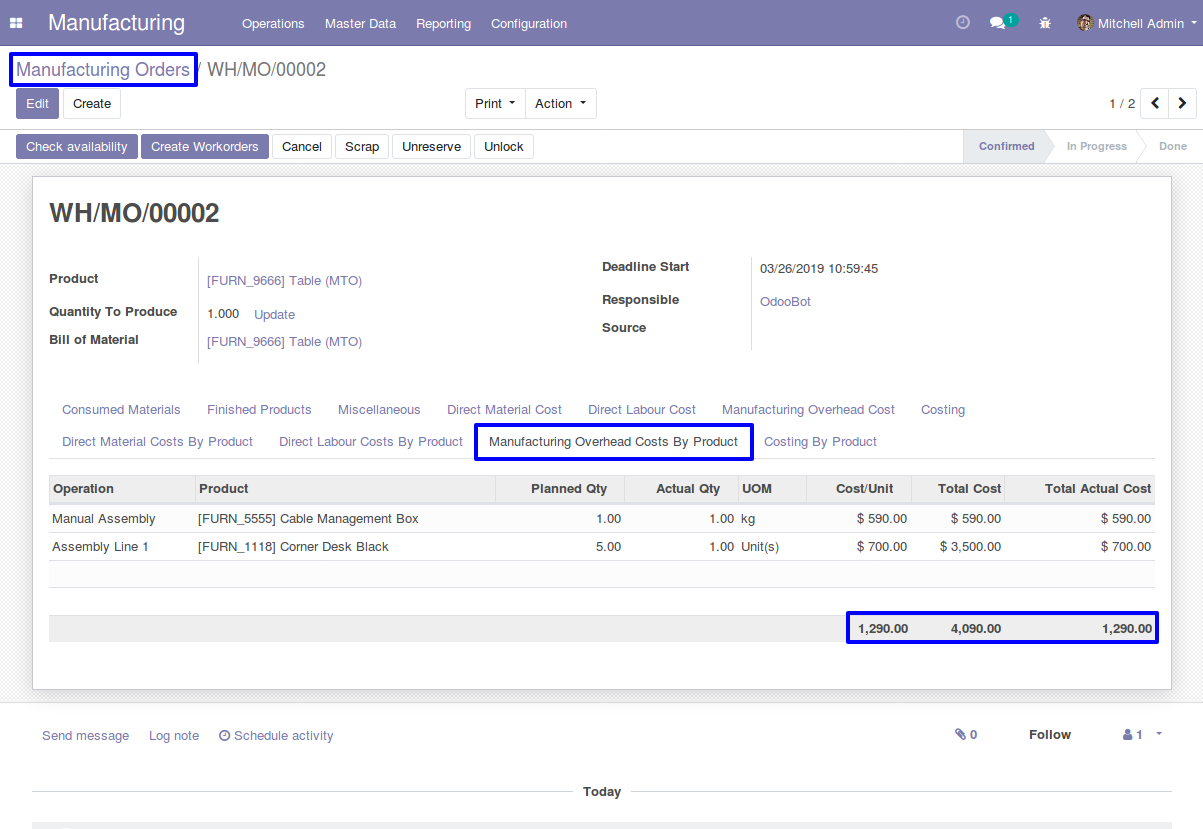 Manufacturing Operations Master Data Reporting Configuration 1 Mitchell Admin
Manufacturing Orders / WH/MO/00002
Edit Create Print Action 1 / 2
Check availability Create Workorders Cancel Scrap Unreserve Unlock Confirmed In Progress Done
WH/MO/00002
Product [FURN_9666] Table (MTO)
Quantity To Produce 1.000 Update
Bill of Material [FURN_9666] Table (MTO)
Deadline Start 03/26/2019 10:59:45
Responsible OdooBot
Source
Consumed Materials Finished Products Miscellaneous Direct Material Cost Direct Labour Cost Manufacturing Overhead Cost Costing
Direct Material Costs By Product Direct Labour Costs By Product Manufacturing Overhead Costs By Product Costing By Product
Operation Product Planned Qty Actual Qty UOM Cost/Unit Total Cost Total Actual Cost
Manual Assembly [FURN_5555] Cable Management Box 1.00 1.00 kg $ 590.00 $ 590.00 $ 590.00
Assembly Line 1 [FURN_1118] Corner Desk Black 5.00 1.00 Unit(s) $ 700.00 $ 3,500.00 $ 700.00
1,290.00 4,090.00 1,290.00
Send message Log note Schedule activity 0 Follow 1
Today